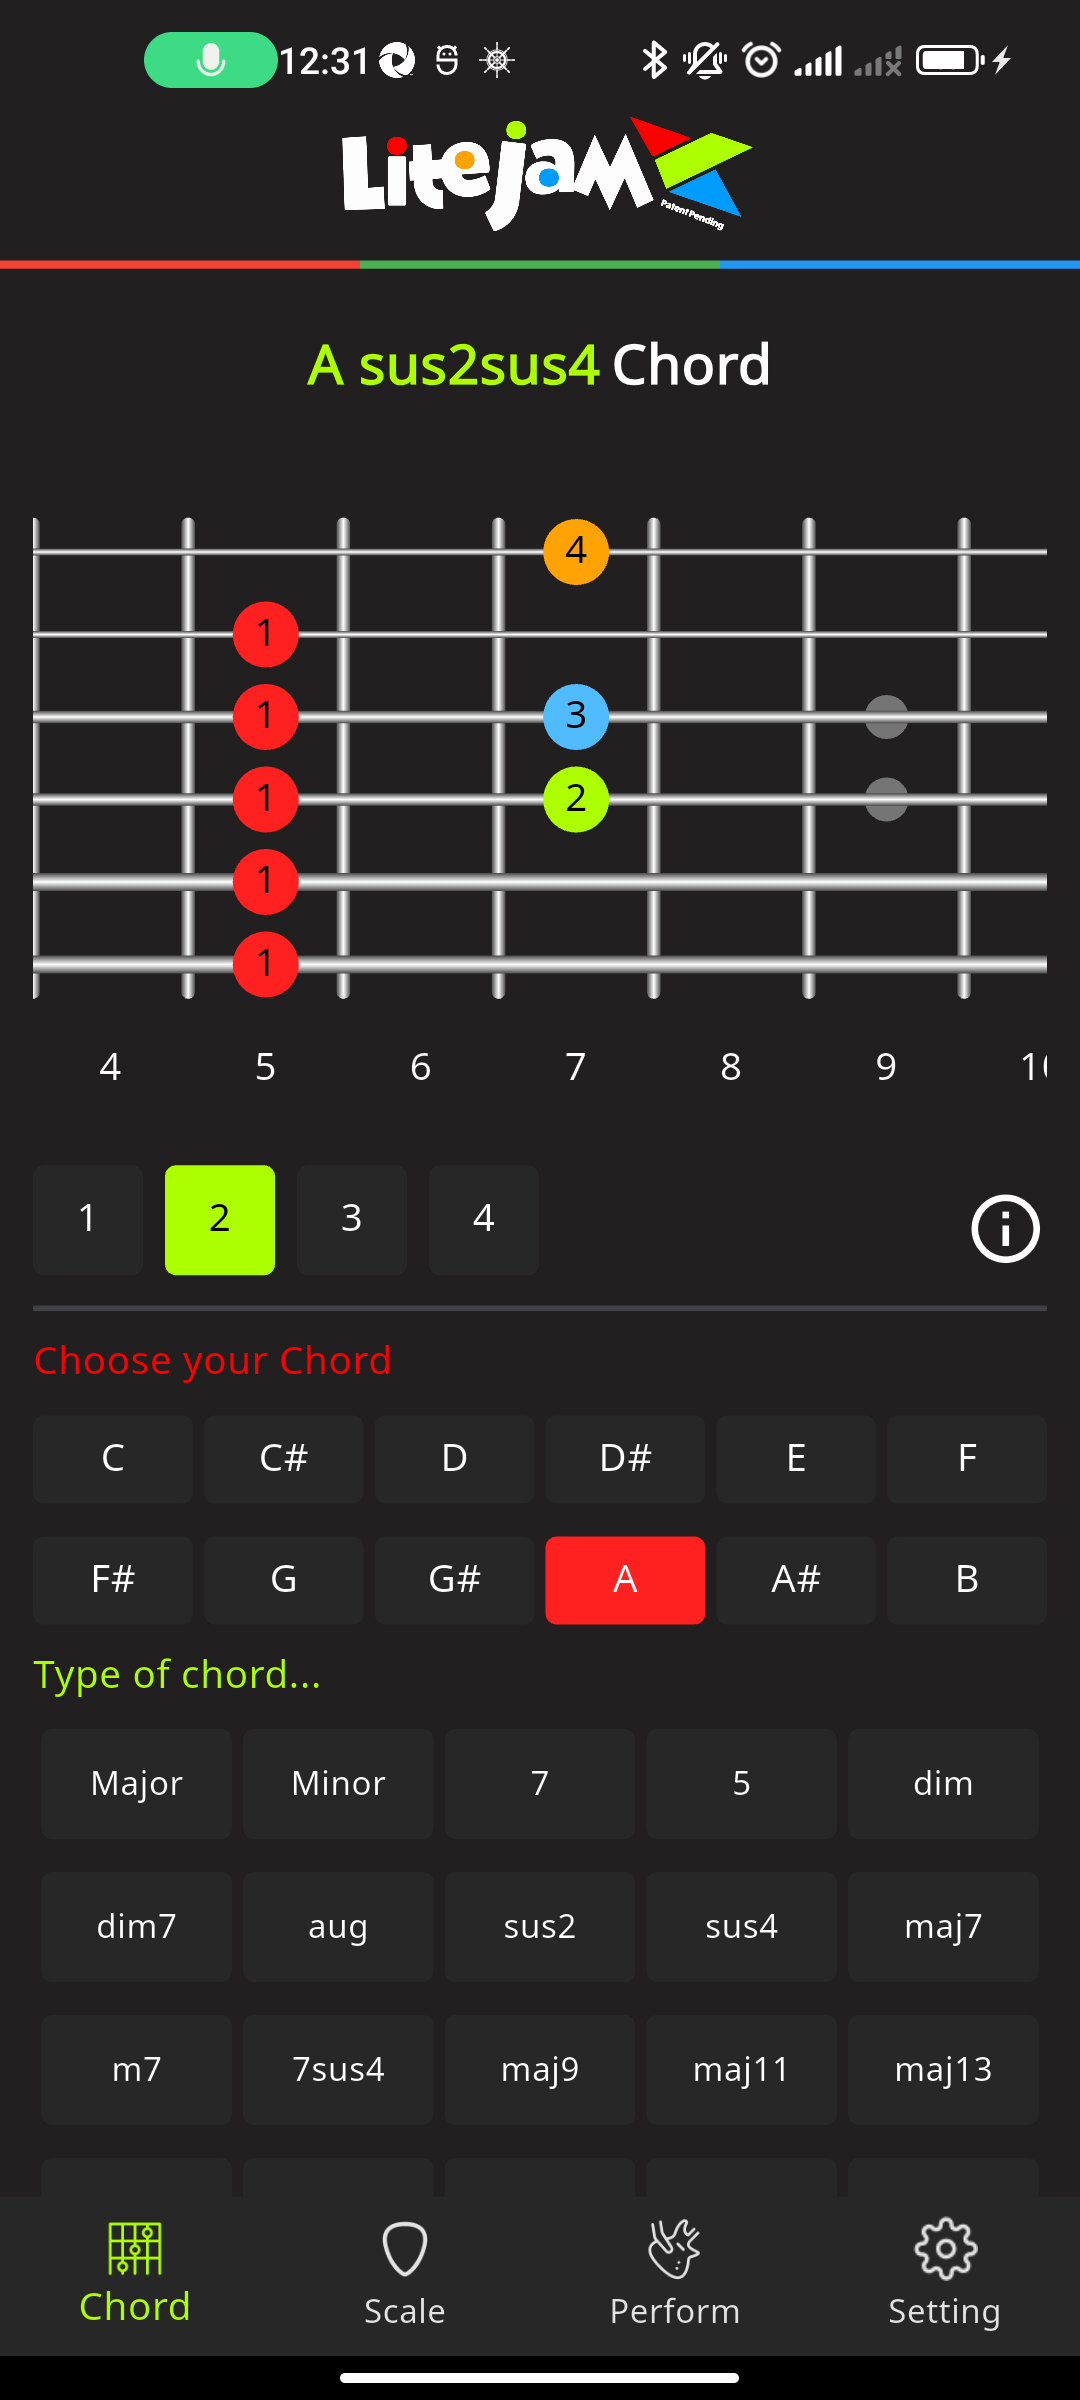 12:31
LiteJam
Patent Pending
A sus2sus4 Chord
4
1
1 3
1 2
1
1
4 5 6 7 8 9 10
1 2 3 4
Choose your Chord
C C# D D# E F
F# G G# A A# B
Type of chord...
Major Minor 7 5 dim
dim7 aug sus2 sus4 maj7
m7 7sus4 maj9 maj11 maj13
Chord Scale Perform Setting